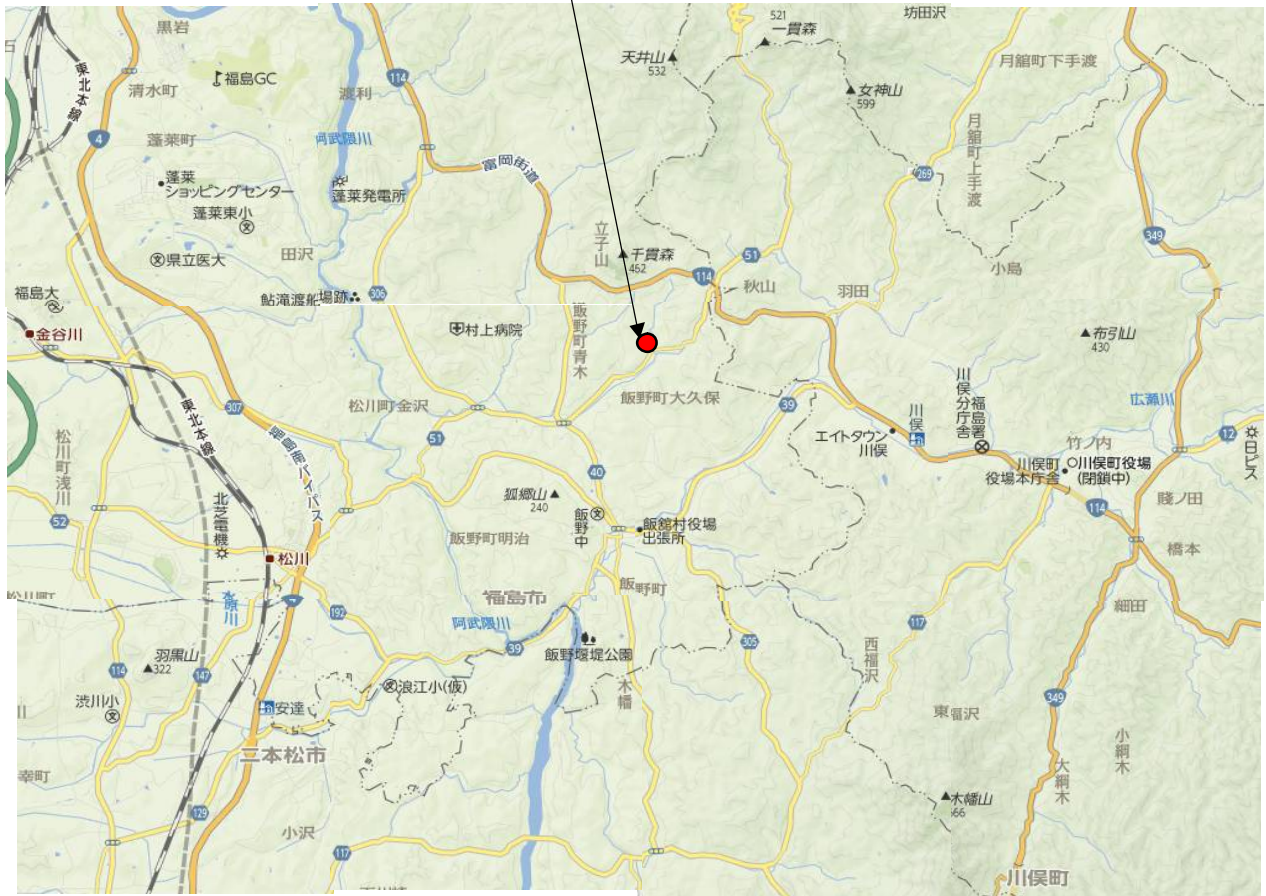 黒岩
521
一貫森
坊田沢
石
東北本線
天井山
532
月舘町下手渡
福島GC
114
渡利
清水町
女神山
599
4
蓬莱町
阿武隈川
富岡街道
月舘町上手渡
269
蓬莱
ショッピングセンター
蓬莱発電所
蓬莱東小
立子山
349
田沢
千貫森
462
51
県立医大
114
小島
福島大
鮎滝渡船場跡
306
秋山
羽田
金谷川
村上病院
飯野町青木
布引山
430
飯野町大久保
川俣分庁舎
福島署
広瀬川
307
松川町金沢
39
川俣
東北本線
福島南バイパス
51
エイトタウン
川俣
竹ノ内
12
日ピス
松川町浅川
40
川俣町
役場本庁舎
川俣町役場
(閉鎖中)
賤ノ田
北芝電機
狐郷山
240
飯野中
114
52
飯野町明治
飯舘村役場
出張所
橋本
松川
飯野町
松川町
水原川
福島市
細田
4
192
阿武隈川
117
39
305
飯野堰堤公園
西福沢
羽黒山
322
114
147
浪江小(仮)
木幡
349
渋川小
安達
東福沢
川
二本松市
小綱木
大綱木
幸町
木幡山
666
129
小沢
117
川俣町